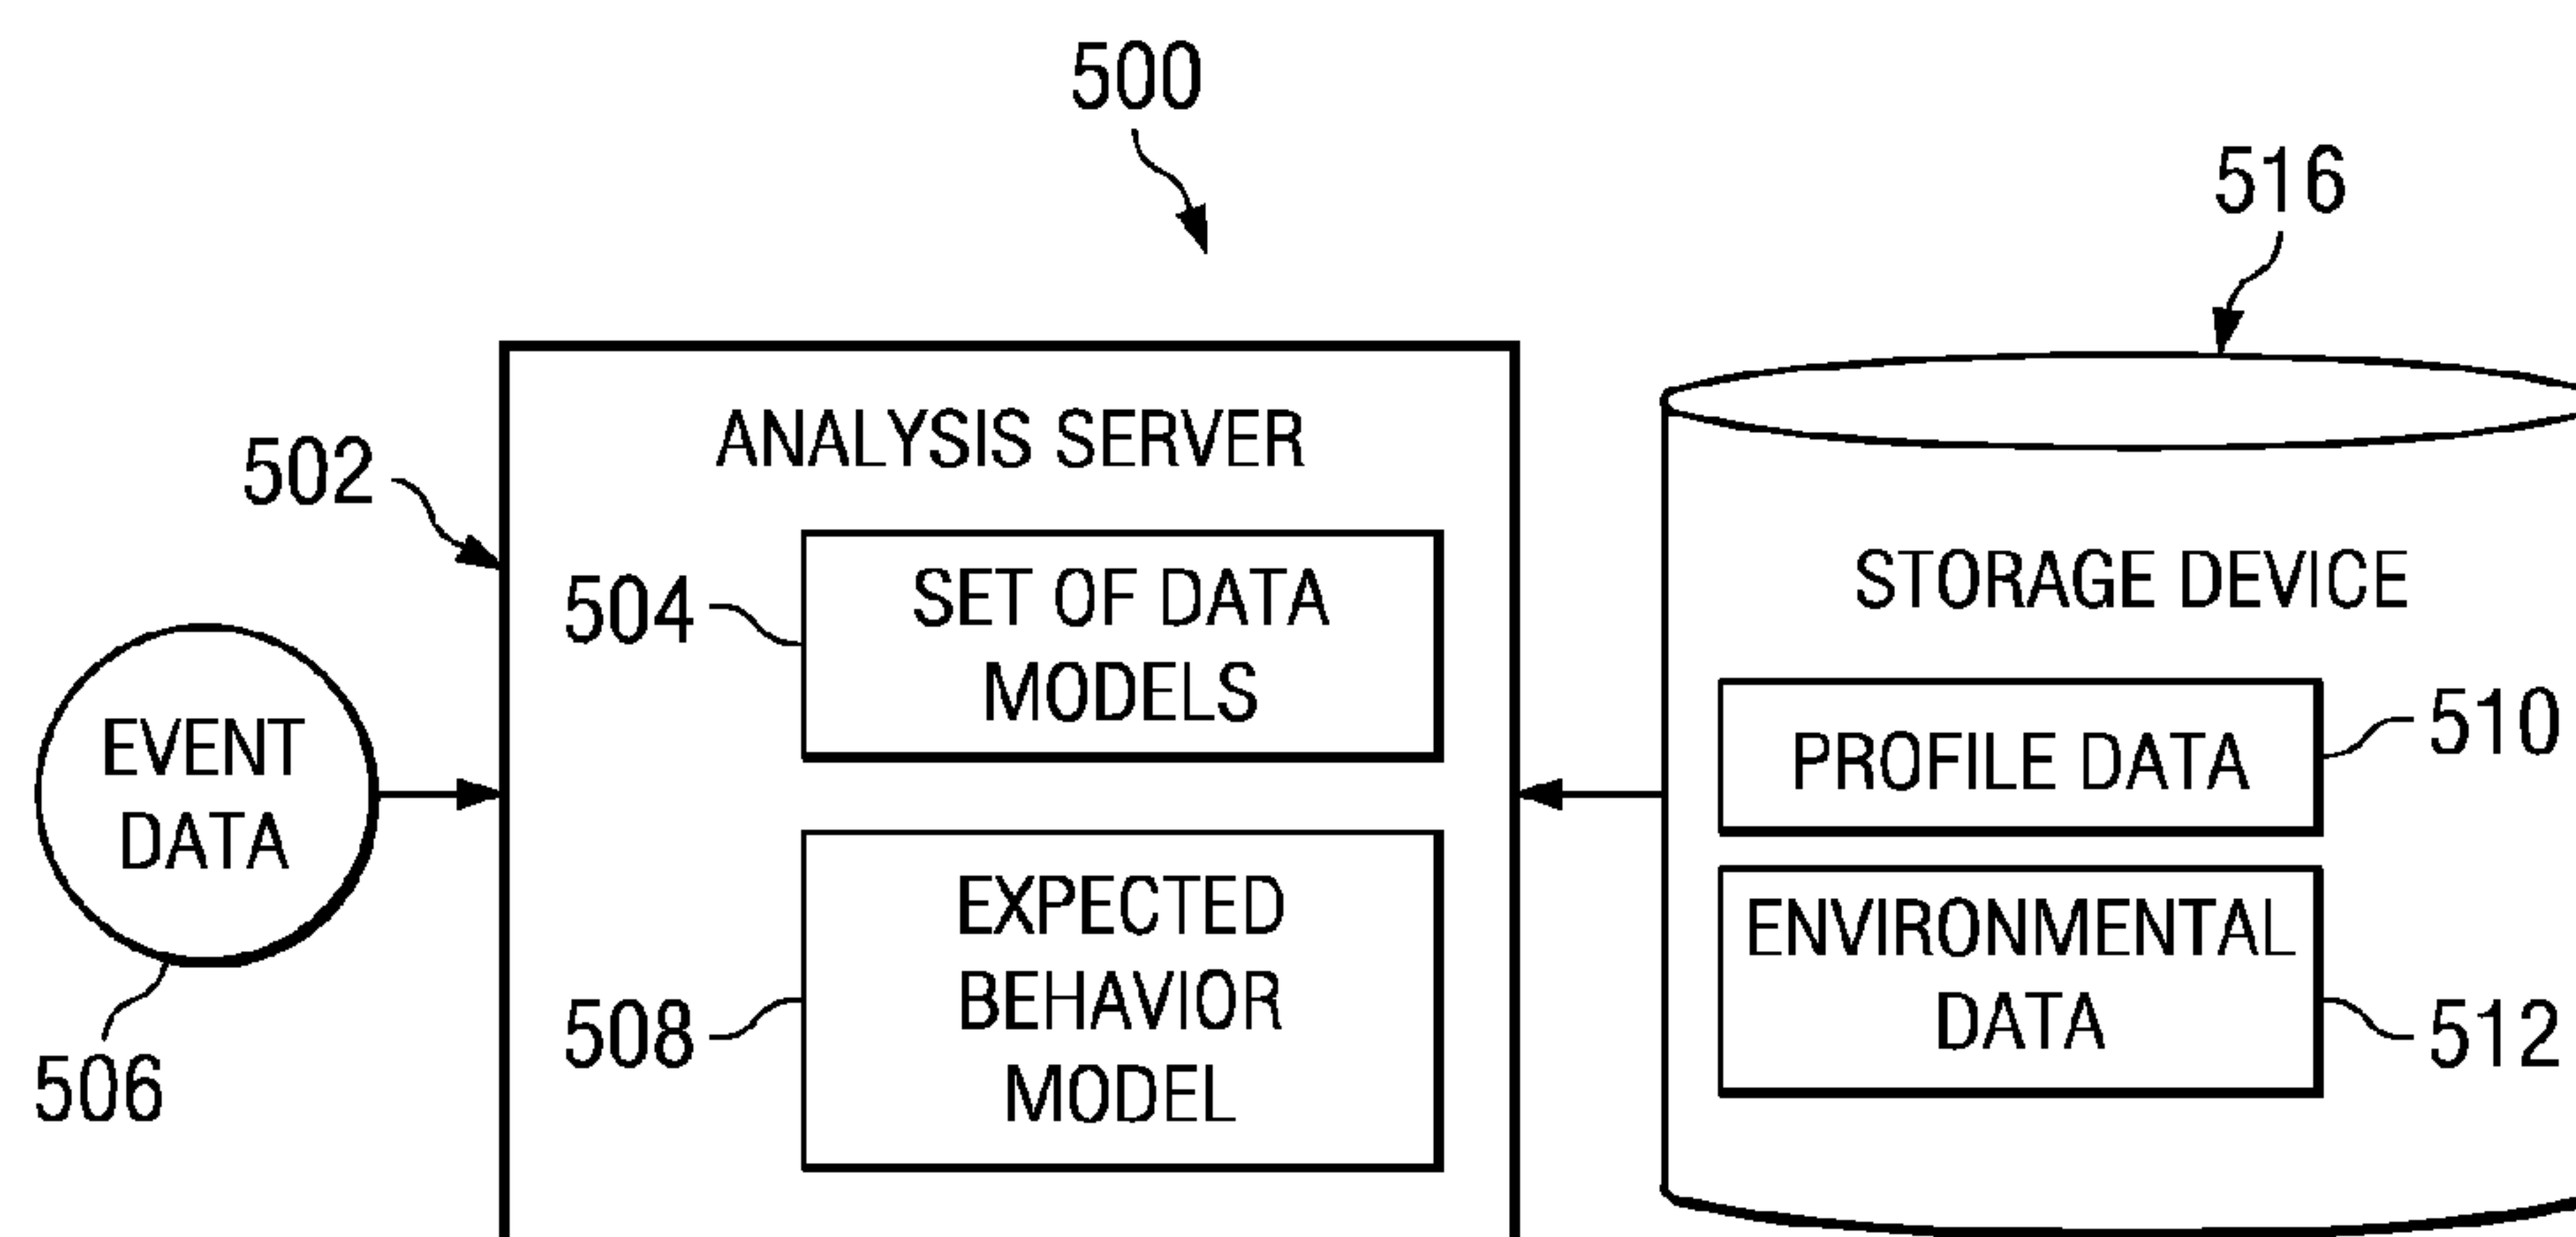 500
516
ANALYSIS SERVER
502
504
SET OF DATA
MODELS
STORAGE DEVICE
EVENT
DATA
506
PROFILE DATA
510
508
EXPECTED
BEHAVIOR
MODEL
ENVIRONMENTAL
DATA
512